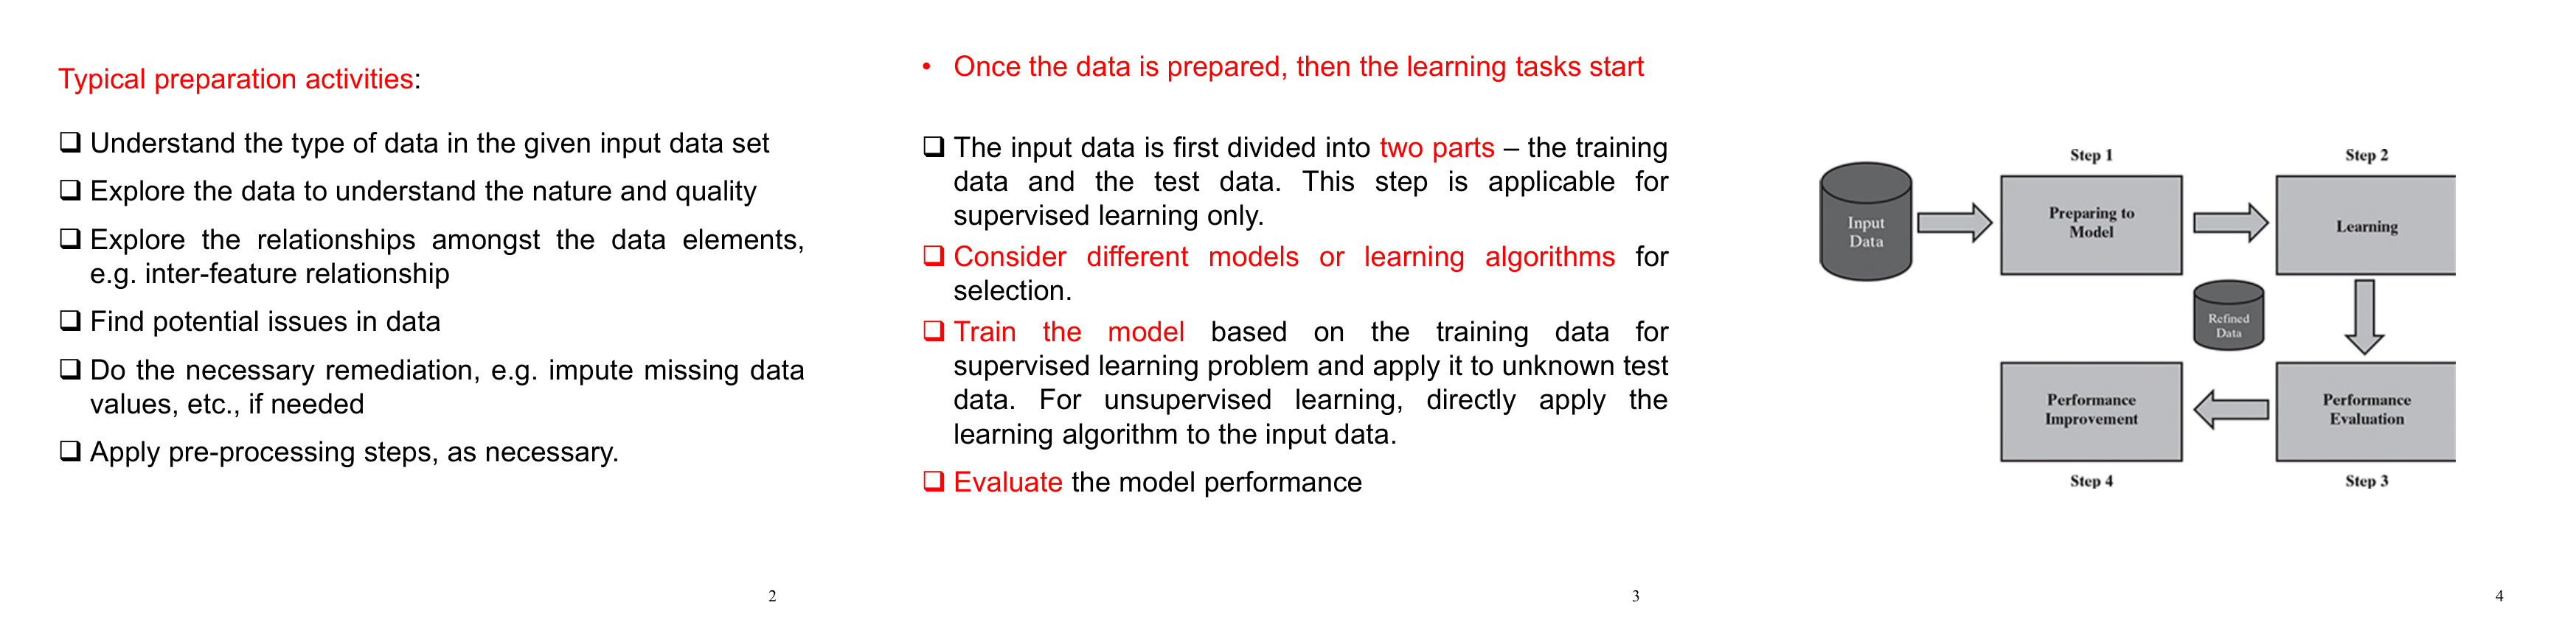 Typical preparation activities:
❑ Understand the type of data in the given input data set
❑ Explore the data to understand the nature and quality
❑ Explore the relationships amongst the data elements,
e.g. inter-feature relationship
❑ Find potential issues in data
❑ Do the necessary remediation, e.g. impute missing data
values, etc., if needed
❑ Apply pre-processing steps, as necessary.
2
• Once the data is prepared, then the learning tasks start
❑ The input data is first divided into two parts – the training
data and the test data. This step is applicable for
supervised learning only.
❑ Consider different models or learning algorithms for
selection.
❑ Train the model based on the training data for
supervised learning problem and apply it to unknown test
data. For unsupervised learning, directly apply the
learning algorithm to the input data.
❑ Evaluate the model performance
3
Step 1
Step 2
Input
Data
Preparing to
Model
Learning
Refined
Data
Performance
Improvement
Performance
Evaluation
Step 4
Step 3
4